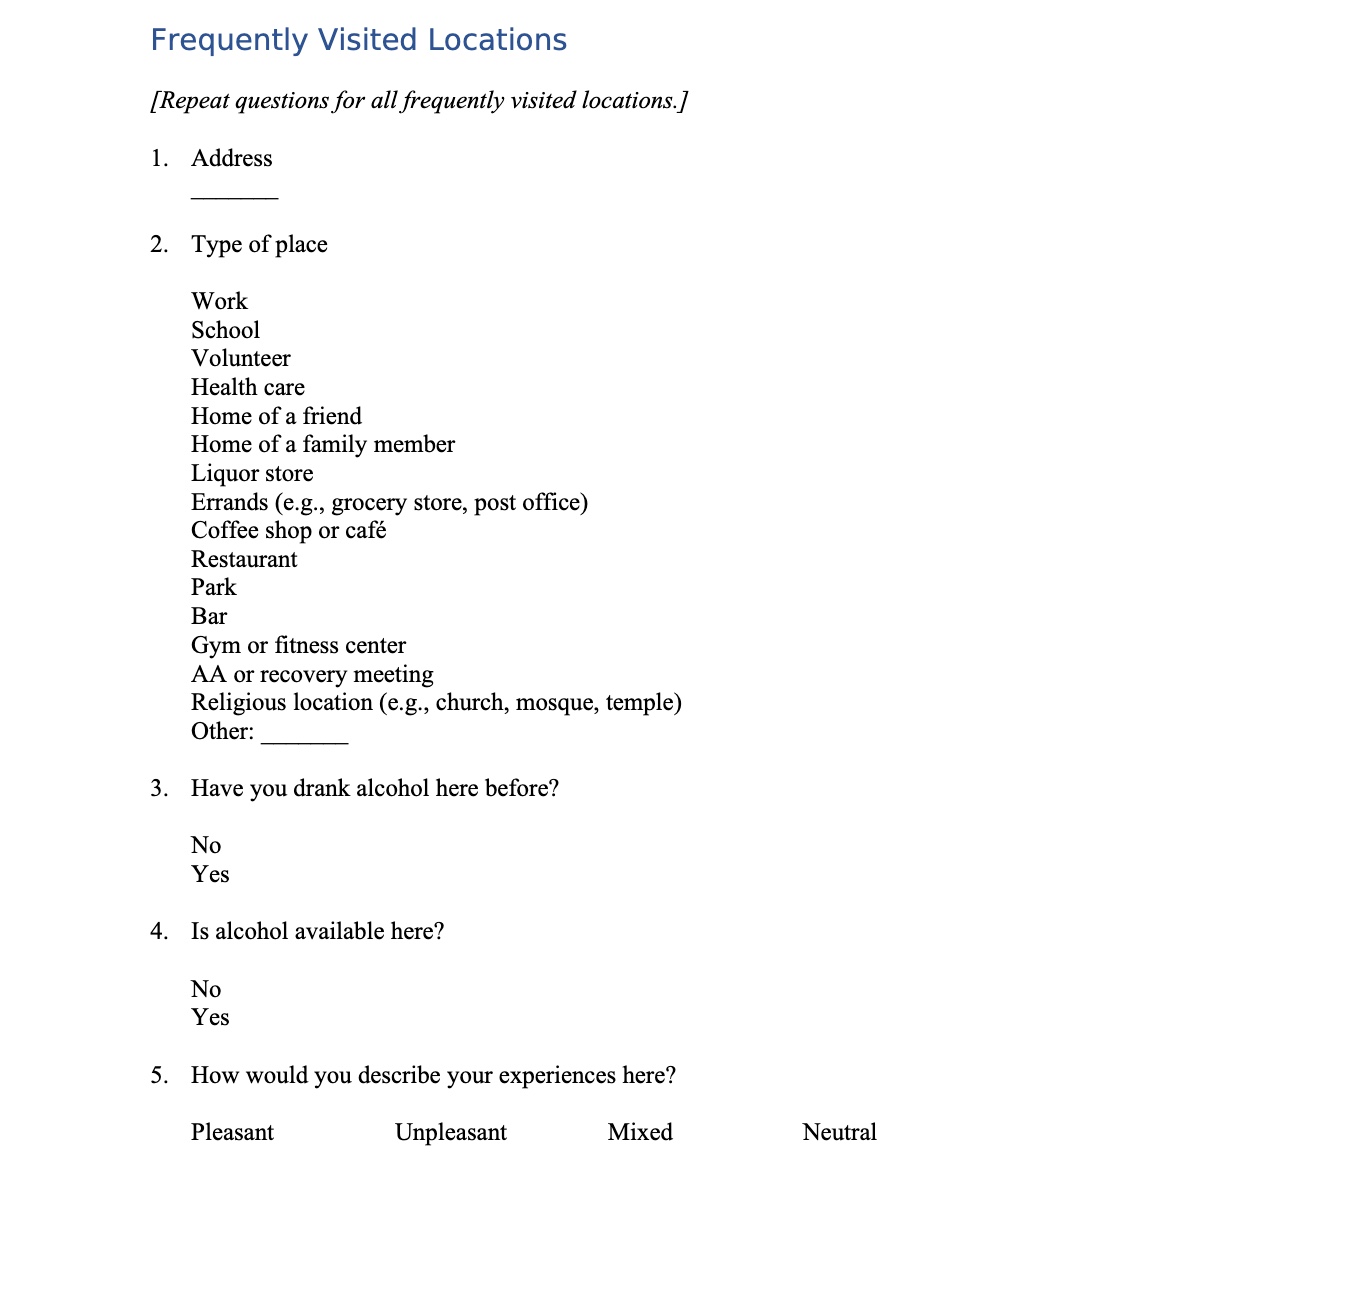 Frequently Visited Locations
[Repeat questions for all frequently visited locations.]
1. Address
_______
2. Type of place
Work
School
Volunteer
Health care
Home of a friend
Home of a family member
Liquor store
Errands (e.g., grocery store, post office)
Coffee shop or café
Restaurant
Park
Bar
Gym or fitness center
AA or recovery meeting
Religious location (e.g., church, mosque, temple)
Other: _______
3. Have you drank alcohol here before?
No
Yes
4. Is alcohol available here?
No
Yes
5. How would you describe your experiences here?
Pleasant Unpleasant Mixed Neutral